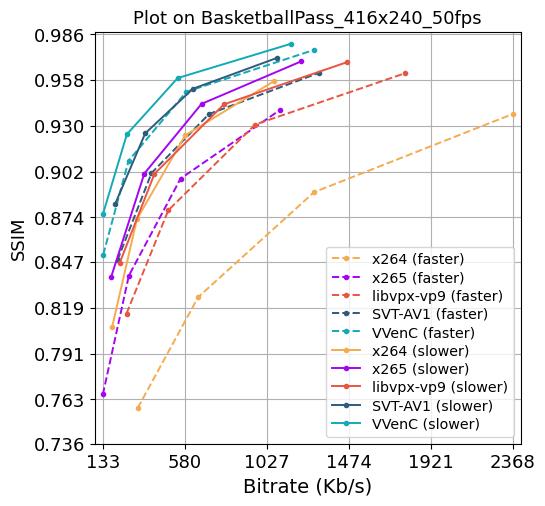 Plot on BasketballPass_416x240_50fps
0.986
0.958
0.930
0.902
0.874
0.847
0.819
0.791
0.763
0.736
SSIM
x264 (faster)
x265 (faster)
libvpx-vp9 (faster)
SVT-AV1 (faster)
VVenC (faster)
x264 (slower)
x265 (slower)
libvpx-vp9 (slower)
SVT-AV1 (slower)
VVenC (slower)
133 580 1027 1474 1921 2368
Bitrate (Kb/s)